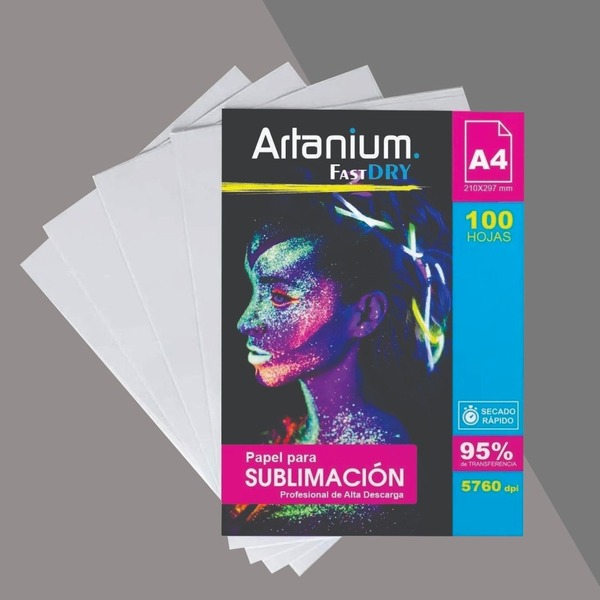 Artanium.
FASTDRY
A4
210X297 mm
100
HOJAS
SECADO
RÁPIDO
95%
de TRANSFERENCIA
5760 dpi
Papel para
SUBLIMACIÓN
Profesional de Alta Descarga